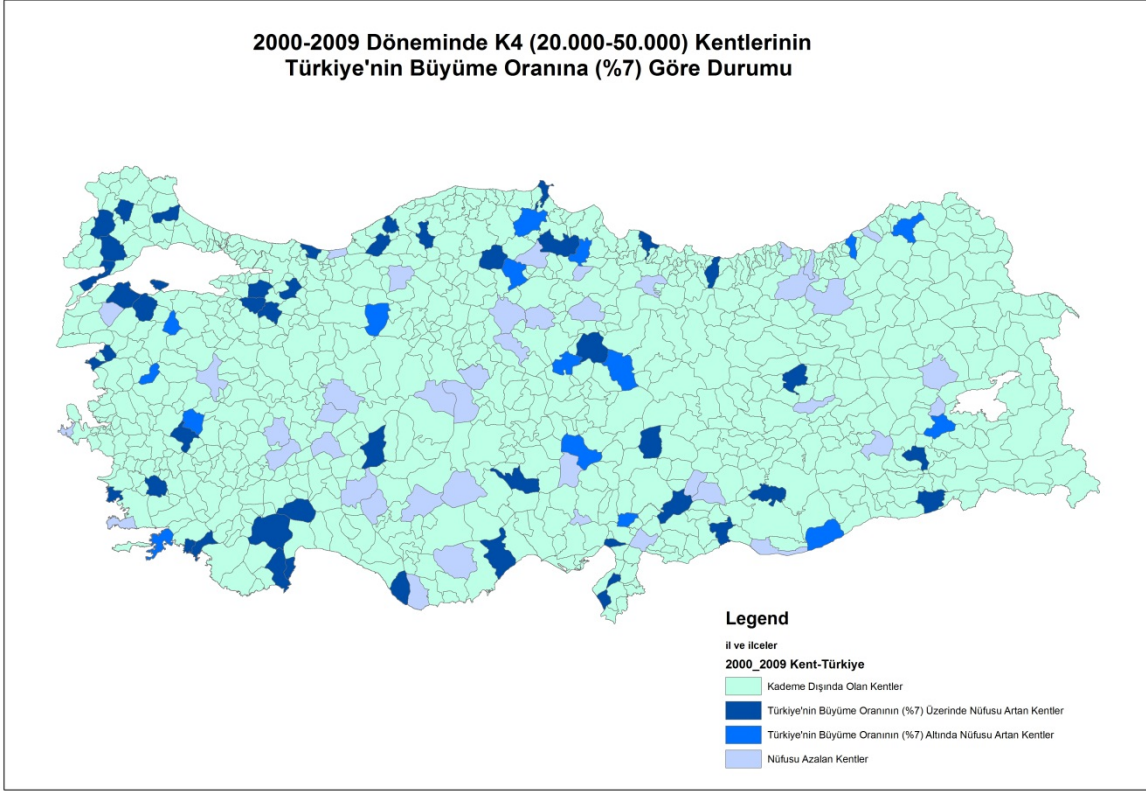 2000-2009 Döneminde K4 (20.000-50.000) Kentlerinin
Türkiye'nin Büyüme Oranına (%7) Göre Durumu
Legend
il ve ilceler
2000_2009 Kent-Türkiye
Kademe Dışında Olan Kentler
Türkiye'nin Büyüme Oranının (%7) Üzerinde Nüfusu Artan Kentler
Türkiye'nin Büyüme Oranının (%7) Altında Nüfusu Artan Kentler
Nüfusu Azalan Kentler